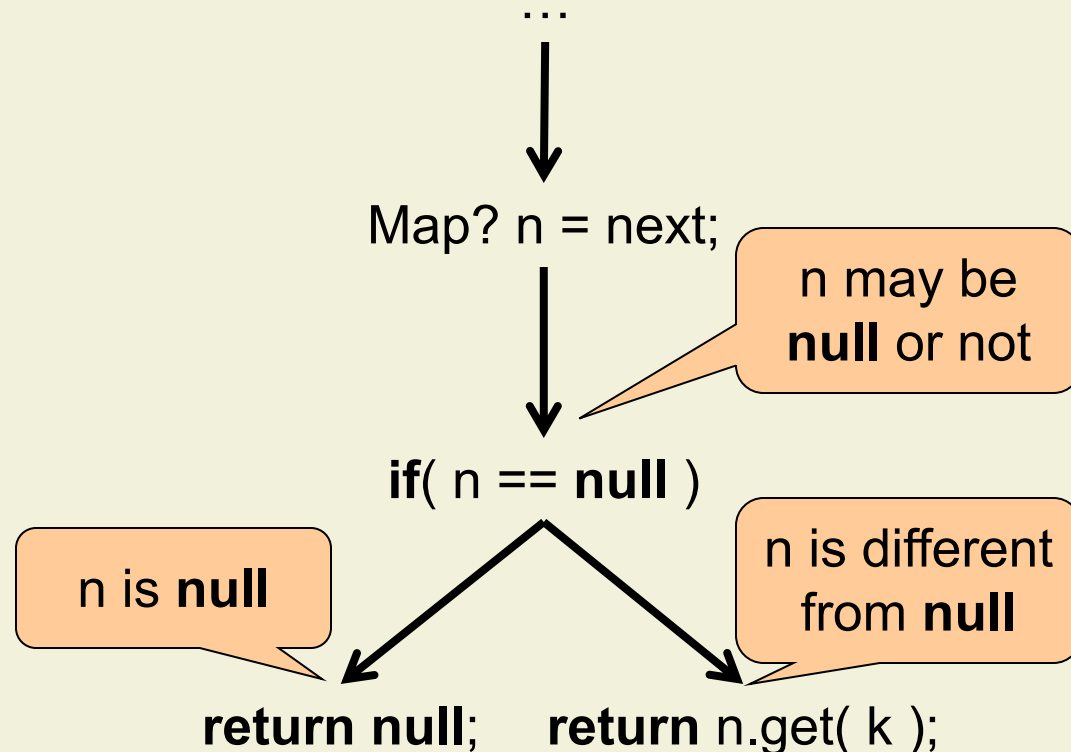 …
Map? n = next;
n may be
null or not
if( n == null )
n is null
n is different
from null
return null;
return n.get( k );